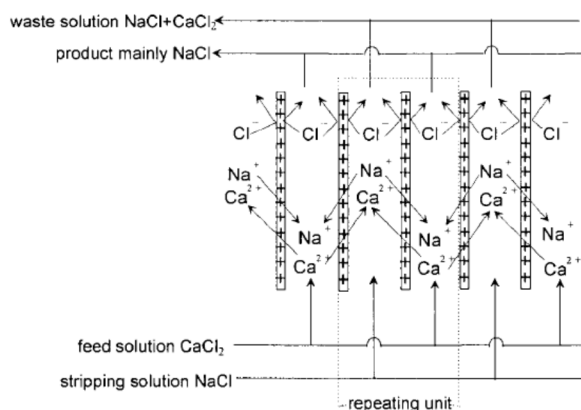 waste solution NaCl+CaCl₂
product mainly NaCl
Cl⁻ Cl⁻ Cl⁻ Cl⁻ Cl⁻
Na⁺ Na⁺ Na⁺
Ca²⁺ Ca²⁺ Ca²⁺
Na⁺ Na⁺ Na⁺
Ca²⁺ Ca²⁺ Ca²⁺
feed solution CaCl₂
stripping solution NaCl
repeating unit